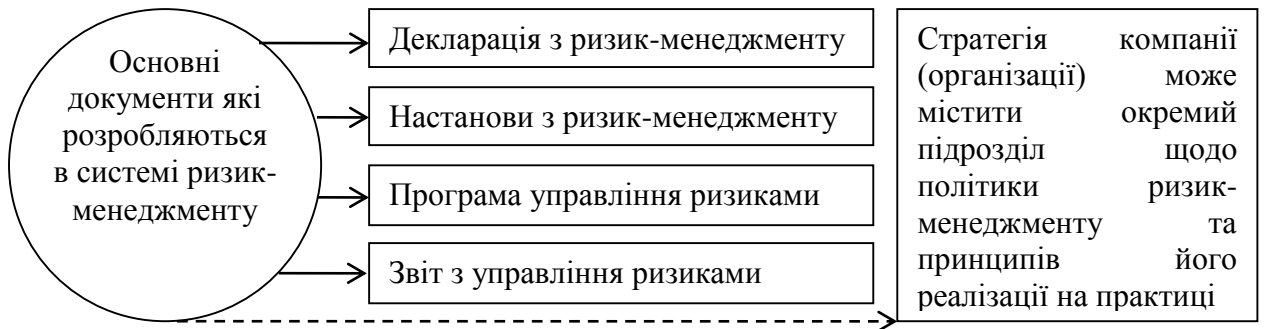 Основні
документи які
розробляються
в системі ризик-
менеджменту
Декларація з ризик-менеджменту
Настанови з ризик-менеджменту
Програма управління ризиками
Звіт з управління ризиками
Стратегія компанії
(організації) може
містити окремий
підрозділ щодо
політики ризик-
менеджменту та
принципів його
реалізації на практиці